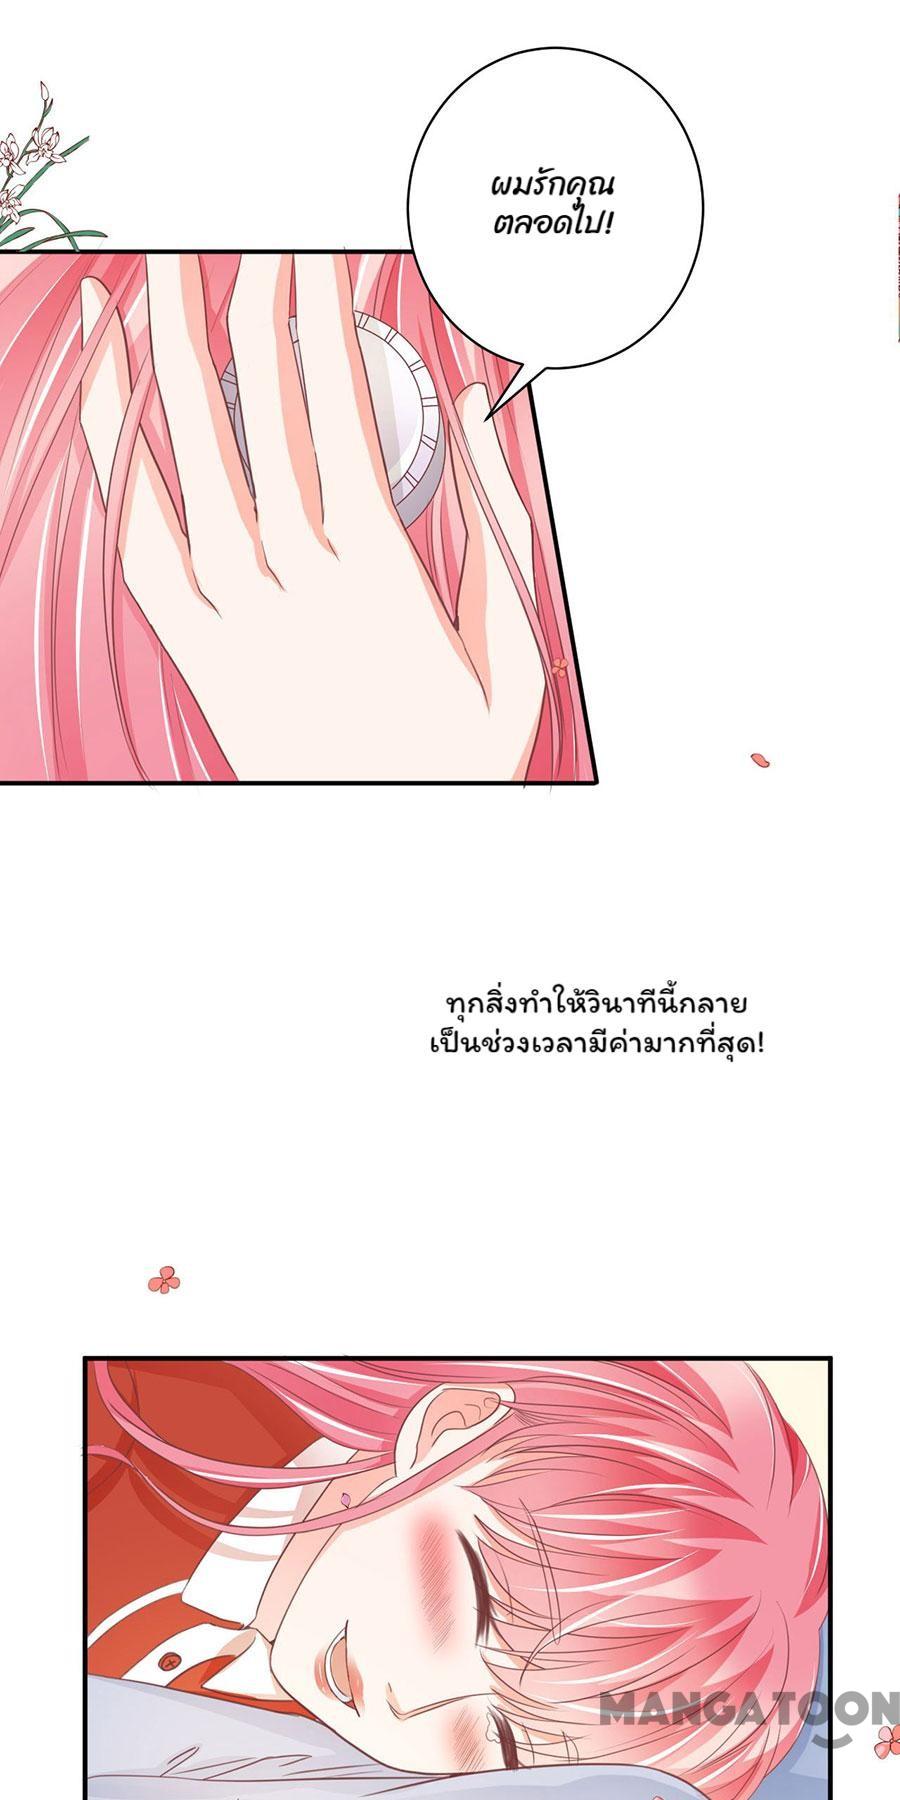 ผมรักคุณ
ตลอดไป!
ทุกสิ่งทำให้วินาทีนี้กลาย
เป็นช่วงเวลามีค่ามากที่สุด!
MANGATOON